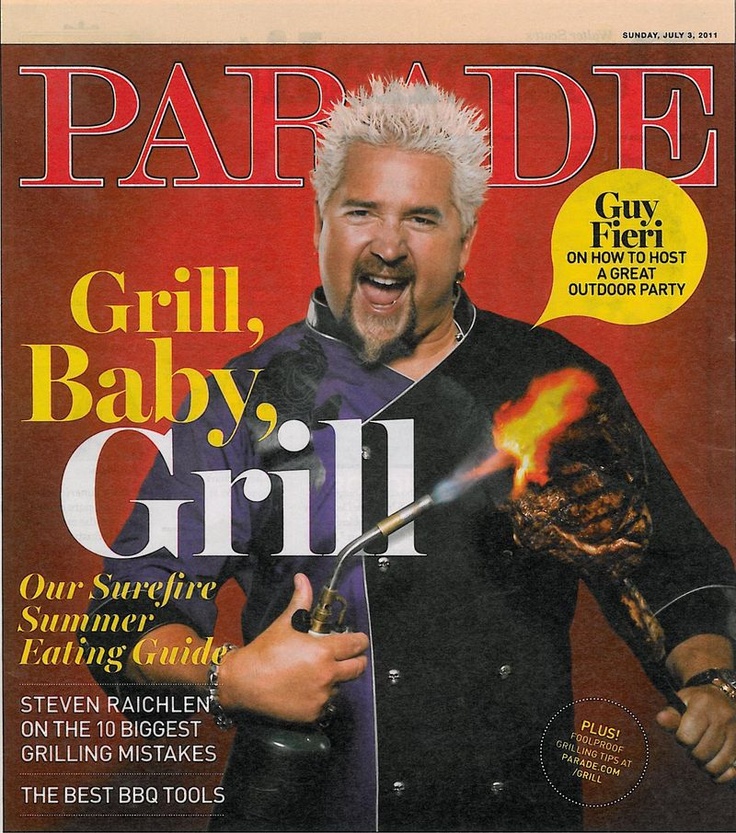 SUNDAY, JULY 3, 2011
PARADE
Guy
Fieri
ON HOW TO HOST
A GREAT
OUTDOOR PARTY
Grill,
Baby,
Grill
Our Surefire
Summer
Eating Guide
STEVEN RAICHLEN
ON THE 10 BIGGEST
GRILLING MISTAKES
THE BEST BBQ TOOLS
PLUS!
FOOLPROOF
GRILLING TIPS AT
PARADE.COM
/GRILL